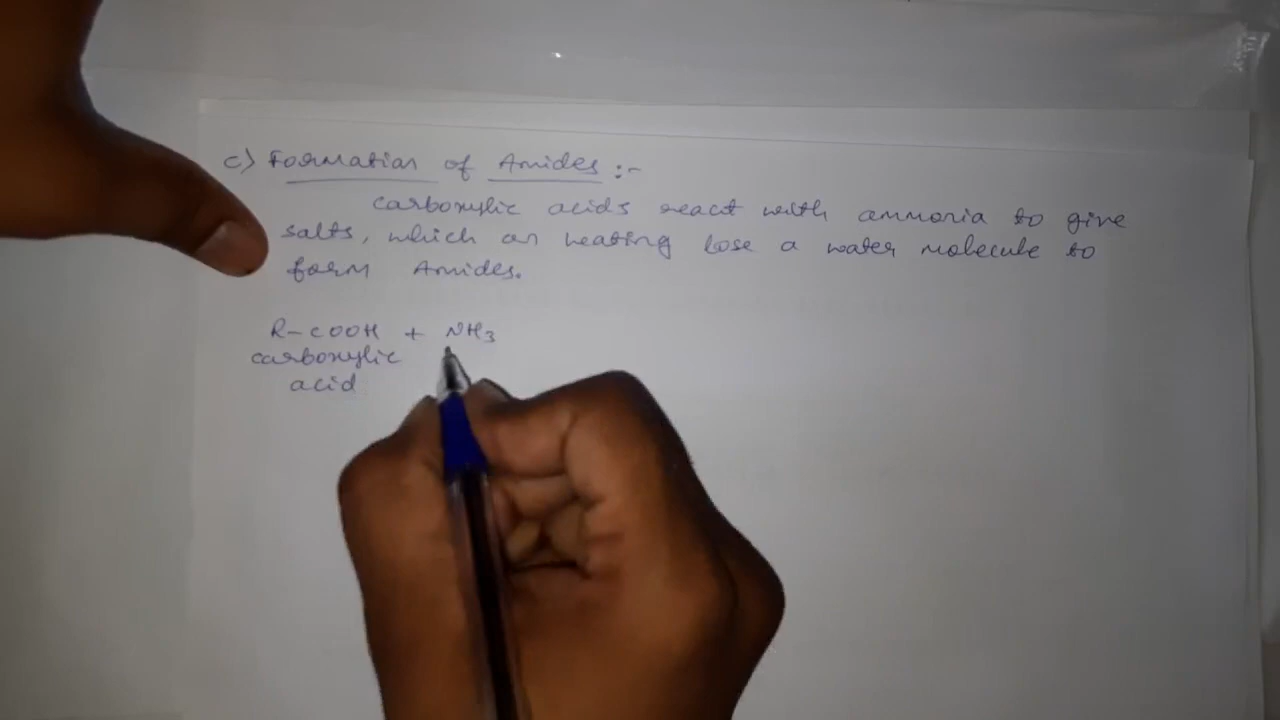 c) Formation of Amides :-
carboxylic acids react with ammonia to give
salts, which on heating lose a water molecule to
form Amides.
R-COOH + NH3
carboxylic
acid